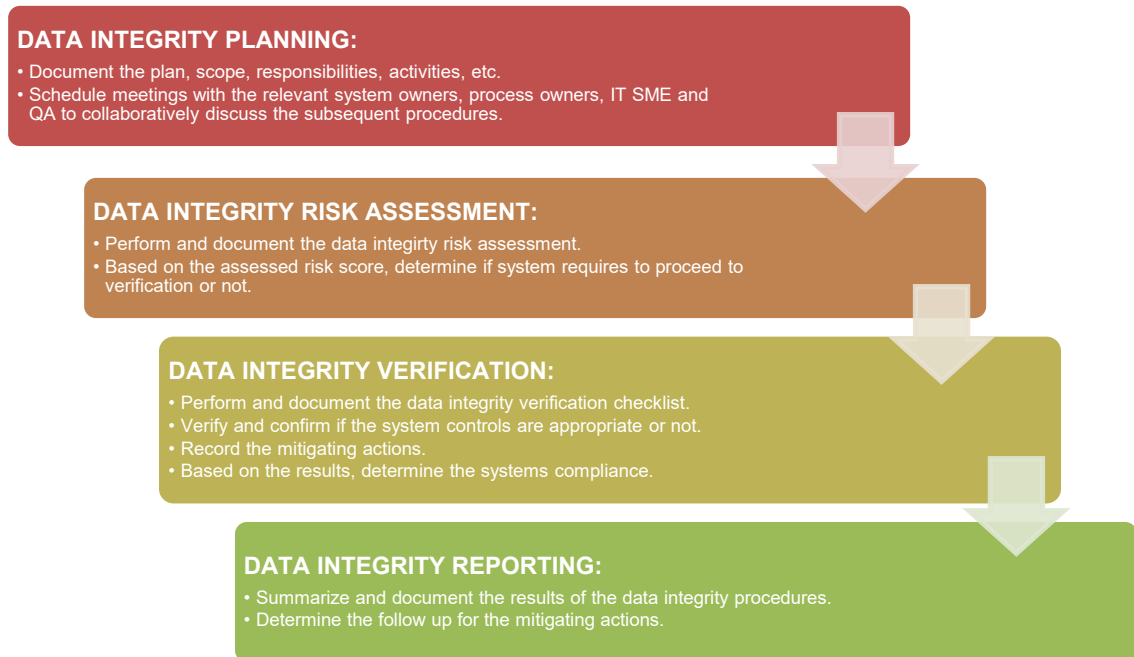 DATA INTEGRITY PLANNING:
• Document the plan, scope, responsibilities, activities, etc.
• Schedule meetings with the relevant system owners, process owners, IT SME and
QA to collaboratively discuss the subsequent procedures.
DATA INTEGRITY RISK ASSESSMENT:
• Perform and document the data integirty risk assessment.
• Based on the assessed risk score, determine if system requires to proceed to
verification or not.
DATA INTEGRITY VERIFICATION:
• Perform and document the data integrity verification checklist.
• Verify and confirm if the system controls are appropriate or not.
• Record the mitigating actions.
• Based on the results, determine the systems compliance.
DATA INTEGRITY REPORTING:
• Summarize and document the results of the data integrity procedures.
• Determine the follow up for the mitigating actions.